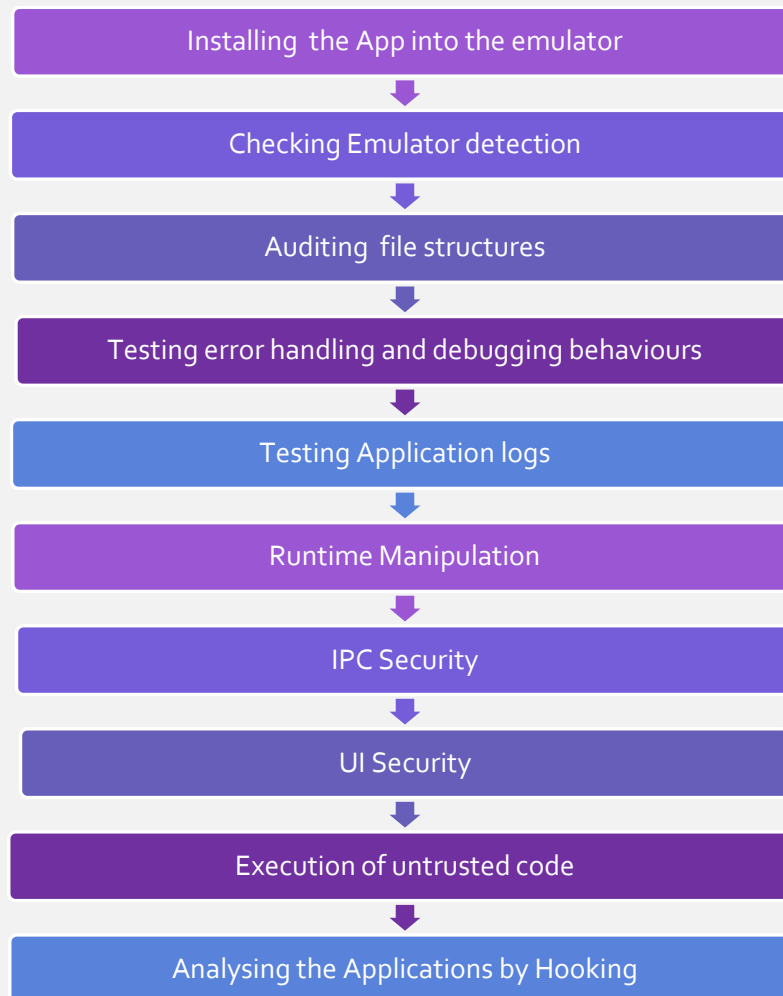 Installing  the App into the emulator
Checking Emulator detection
Auditing  file structures
Testing error handling and debugging behaviours
Testing Application logs
Runtime Manipulation
IPC Security
UI Security
Execution of untrusted code
Analysing the Applications by Hooking